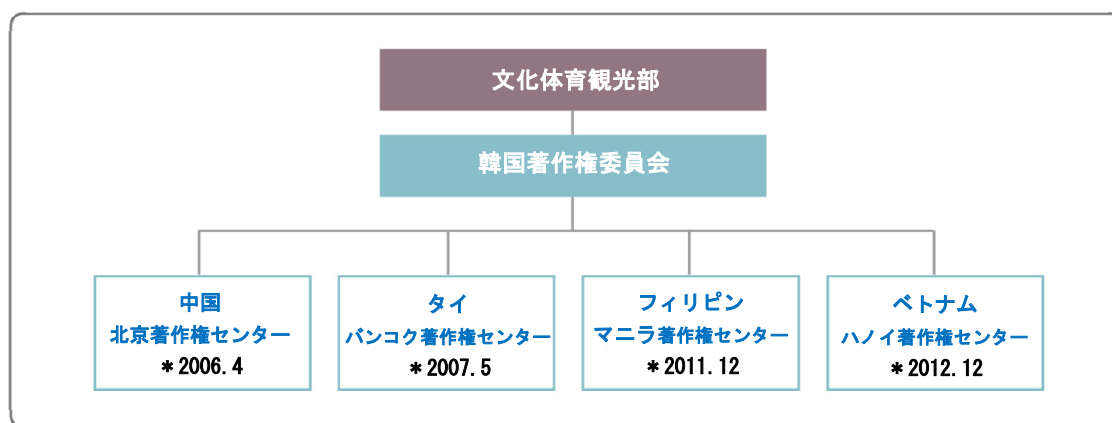 文化体育観光部
韓国著作権委員会
中国
北京著作権センター
＊2006.4
タイ
バンコク著作権センター
＊2007.5
フィリピン
マニラ著作権センター
＊2011.12
ベトナム
ハノイ著作権センター
＊2012.12